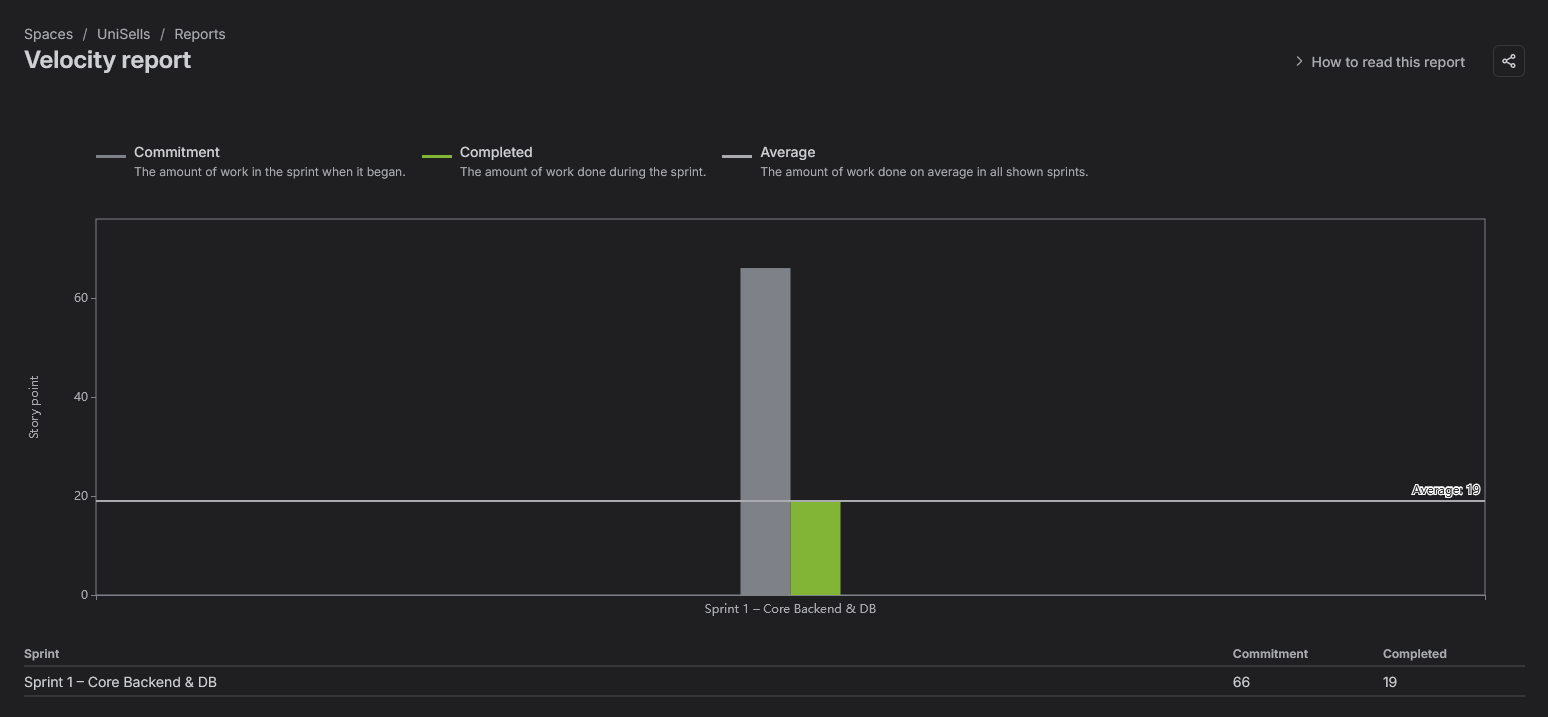 Spaces / UniSells / Reports
Velocity report
How to read this report
Commitment
The amount of work in the sprint when it began.
Completed
The amount of work done during the sprint.
Average
The amount of work done on average in all shown sprints.
Story point
60
40
20
0
Average: 19
Sprint 1 – Core Backend & DB
Sprint Commitment Completed
Sprint 1 – Core Backend & DB 66 19